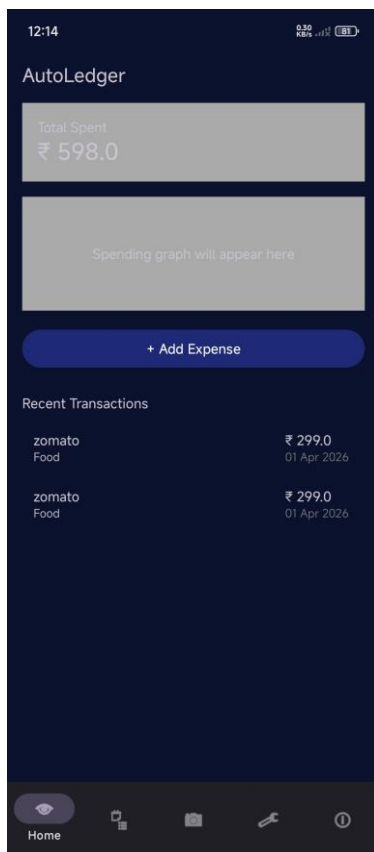 12:14
0.30
KB/s
81
AutoLedger
Total Spent
₹ 598.0
Spending graph will appear here
+ Add Expense
Recent Transactions
zomato
₹ 299.0
Food
01 Apr 2026
zomato
₹ 299.0
Food
01 Apr 2026
Home